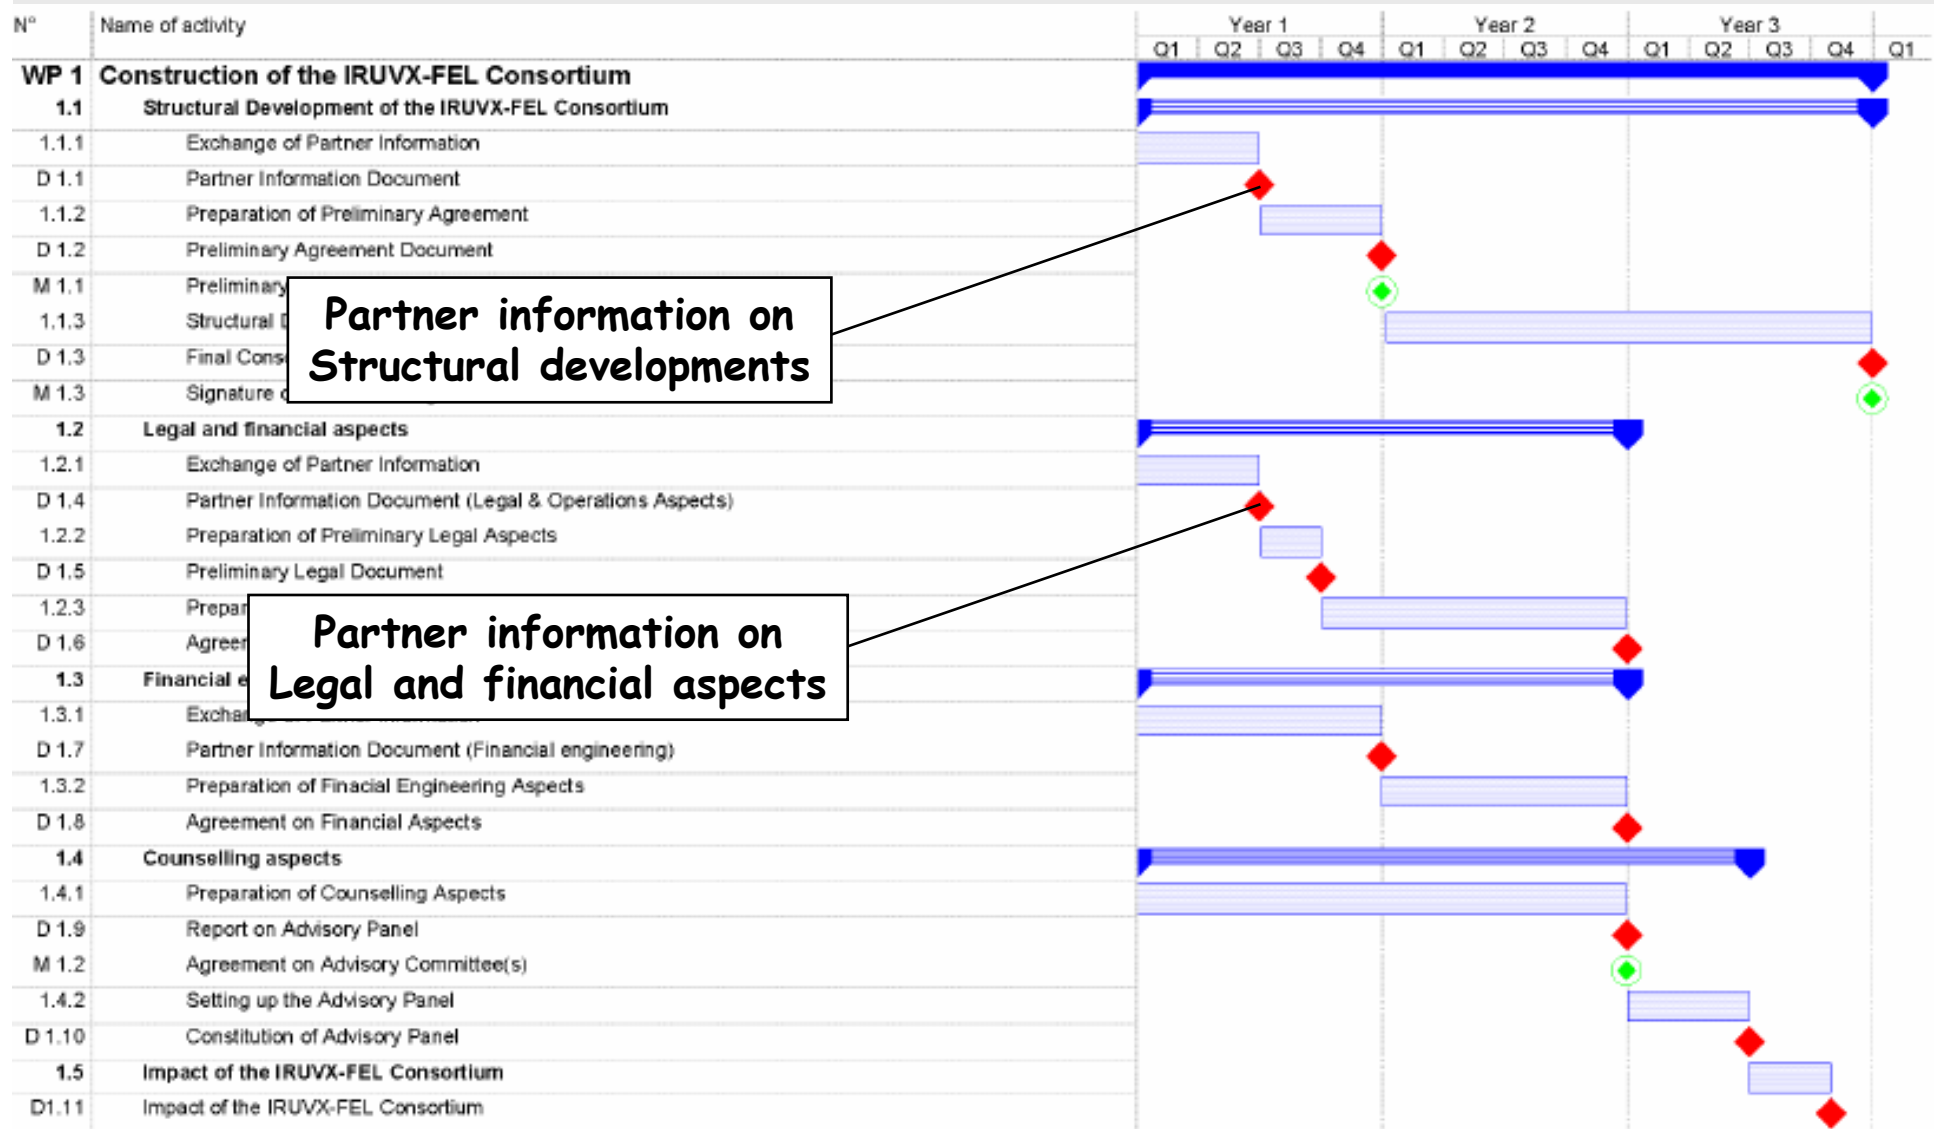 N° Name of activity Year 1 Year 2 Year 3
Q1 Q2 Q3 Q4 Q1 Q2 Q3 Q4 Q1 Q2 Q3 Q4 Q1
WP 1 Construction of the IRUVX-FEL Consortium
1.1 Structural Development of the IRUVX-FEL Consortium
1.1.1 Exchange of Partner Information
D 1.1 Partner Information Document
1.1.2 Preparation of Preliminary Agreement
D 1.2 Preliminary Agreement Document
M 1.1 Preliminary
1.1.3 Structural
D 1.3 Final
M 1.3 Signature
Partner information on
Structural developments
1.2 Legal and financial aspects
1.2.1 Exchange of Partner Information
D 1.4 Partner Information Document (Legal & Operations Aspects)
1.2.2 Preparation of Preliminary Legal Aspects
D 1.5 Preliminary Legal Document
1.2.3
D 1.6
1.3 Financial
1.3.1
Partner information on
Legal and financial aspects
D 1.7 Partner Information Document (Financial engineering)
1.3.2 Preparation of Finacial Engineering Aspects
D 1.8 Agreement on Financial Aspects
1.4 Counselling aspects
1.4.1 Preparation of Counselling Aspects
D 1.9 Report on Advisory Panel
M 1.2 Agreement on Advisory Committee(s)
1.4.2 Setting up the Advisory Panel
D 1.10 Constitution of Advisory Panel
1.5 Impact of the IRUVX-FEL Consortium
D1.11 Impact of the IRUVX-FEL Consortium